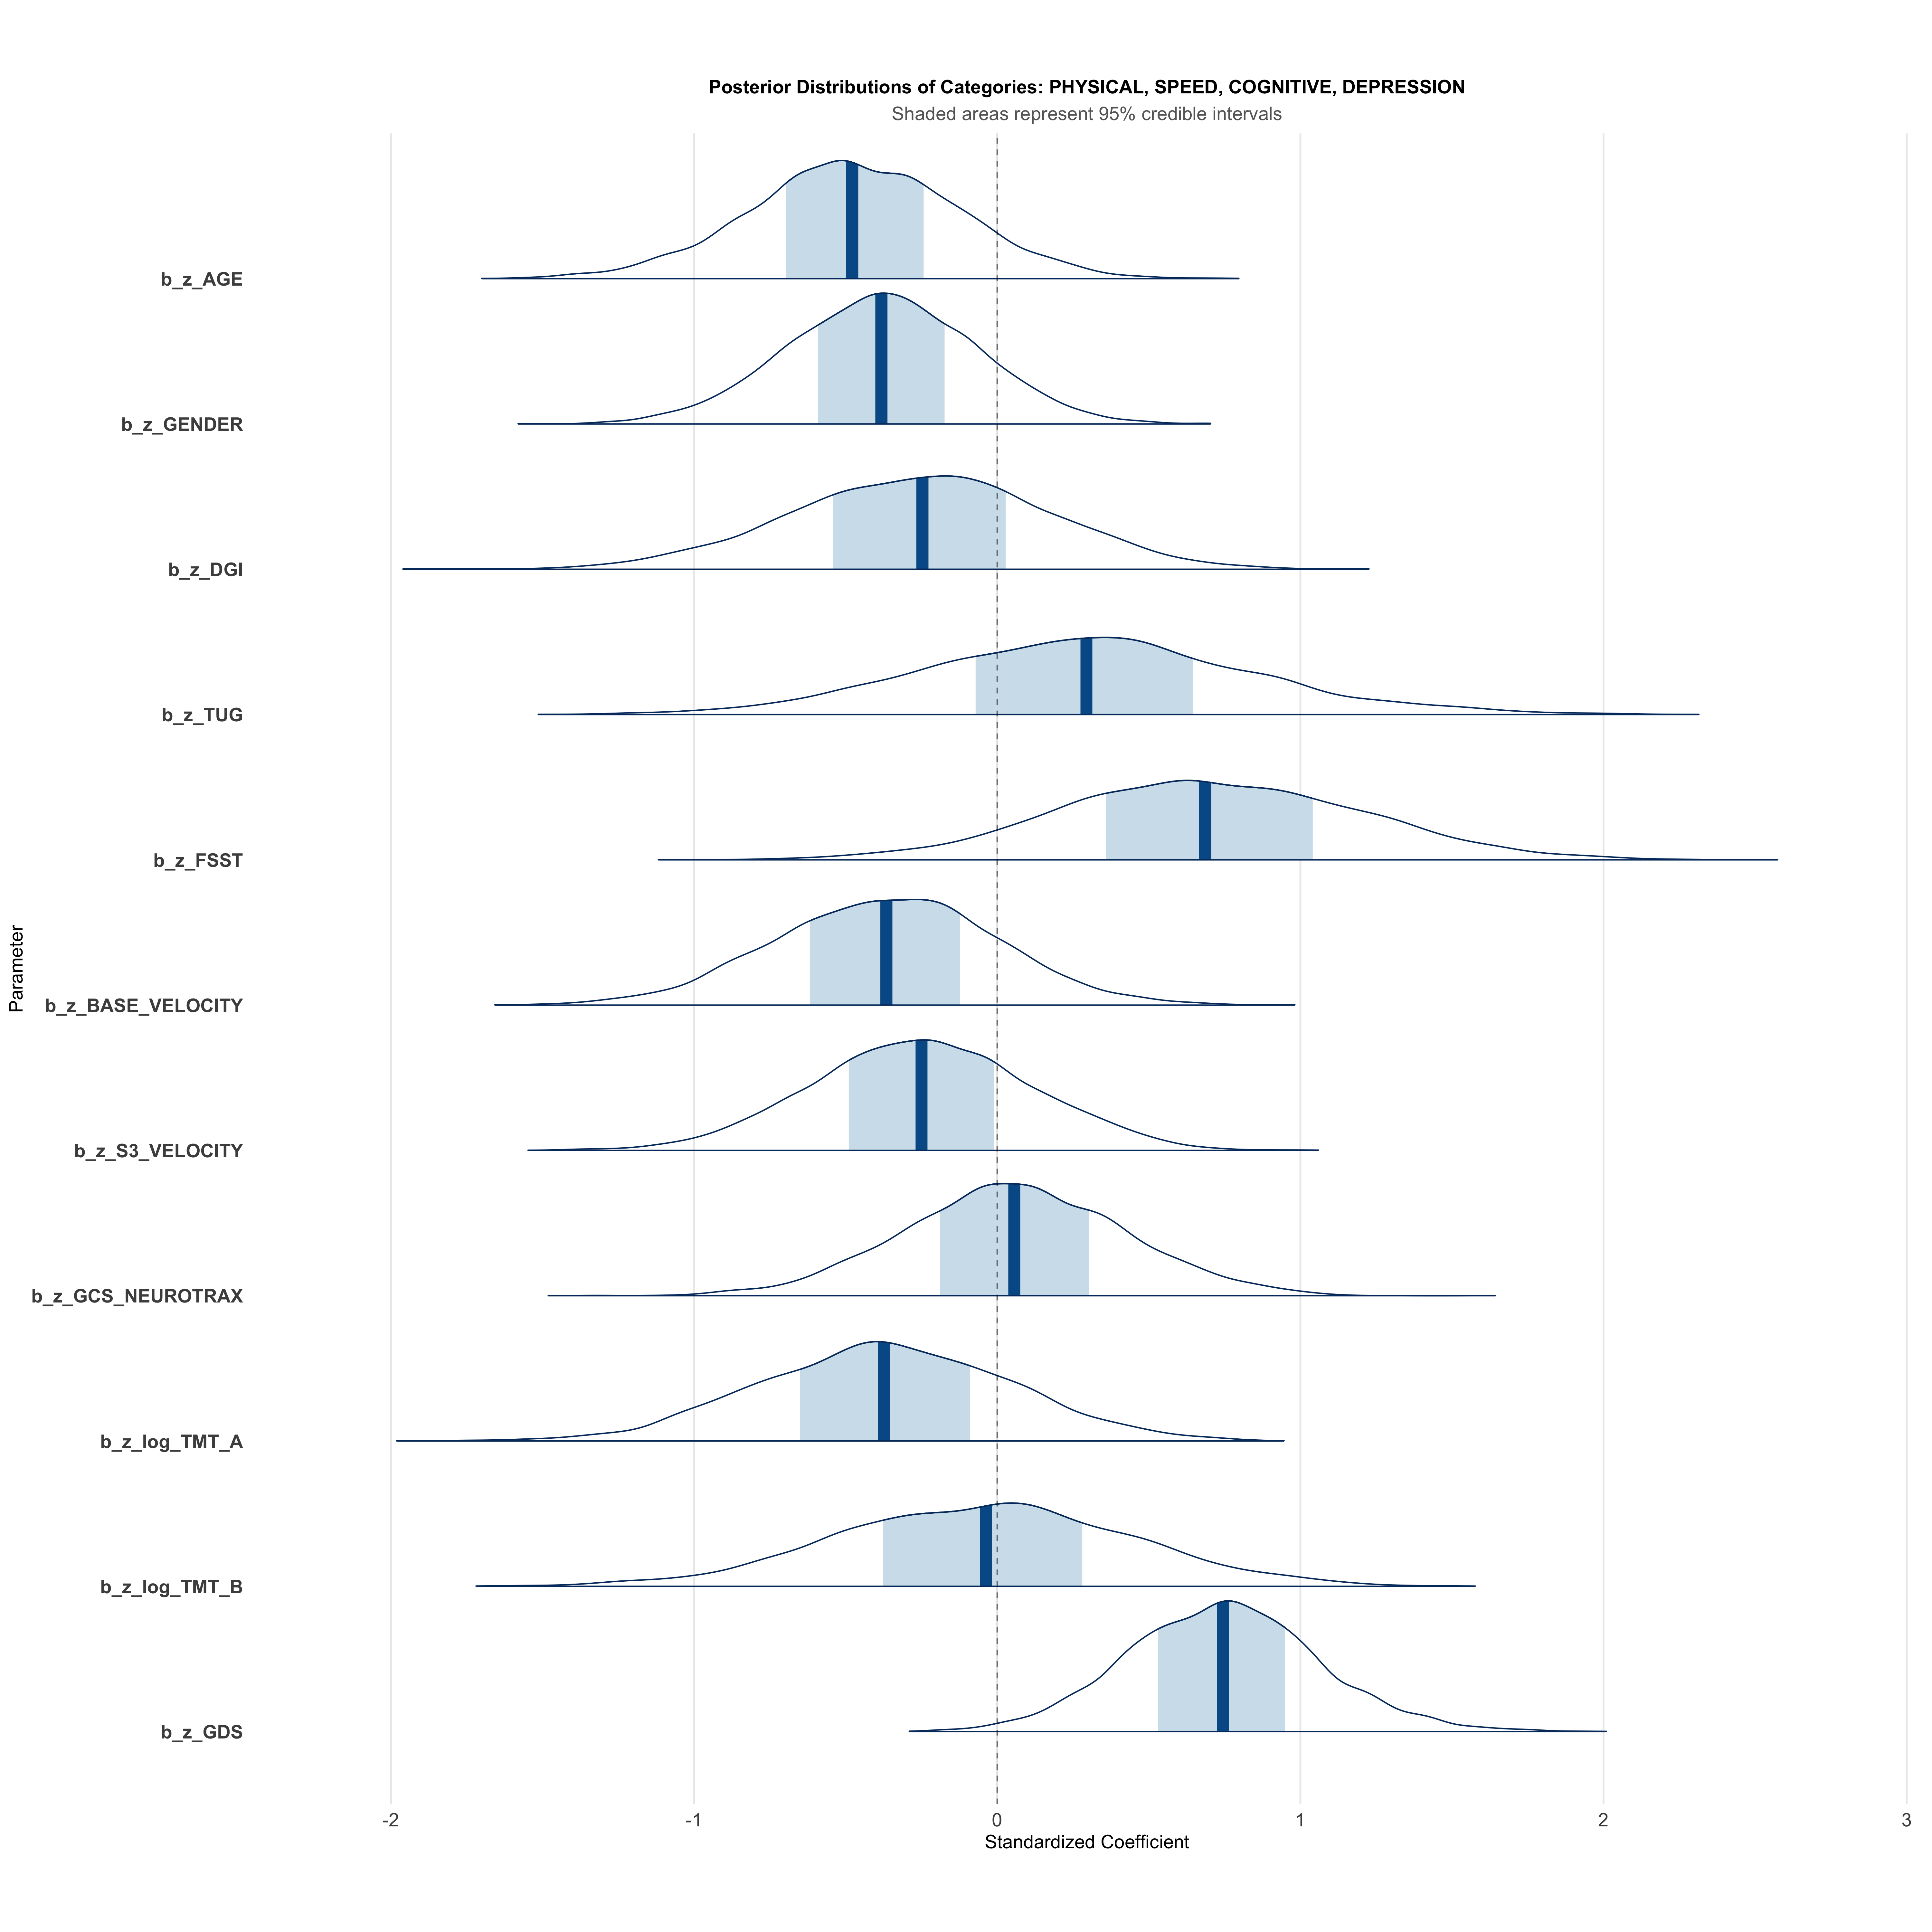 Posterior Distributions of Categories: PHYSICAL, SPEED, COGNITIVE, DEPRESSION
Shaded areas represent 95% credible intervals
b_z_AGE
b_z_GENDER
b_z_DGI
b_z_TUG
b_z_FSST
Parameter
b_z_BASE_VELOCITY
b_z_S3_VELOCITY
b_z_GCS_NEUROTRAX
b_z_log_TMT_A
b_z_log_TMT_B
b_z_GDS
-2 -1 0 1 2 3
Standardized Coefficient